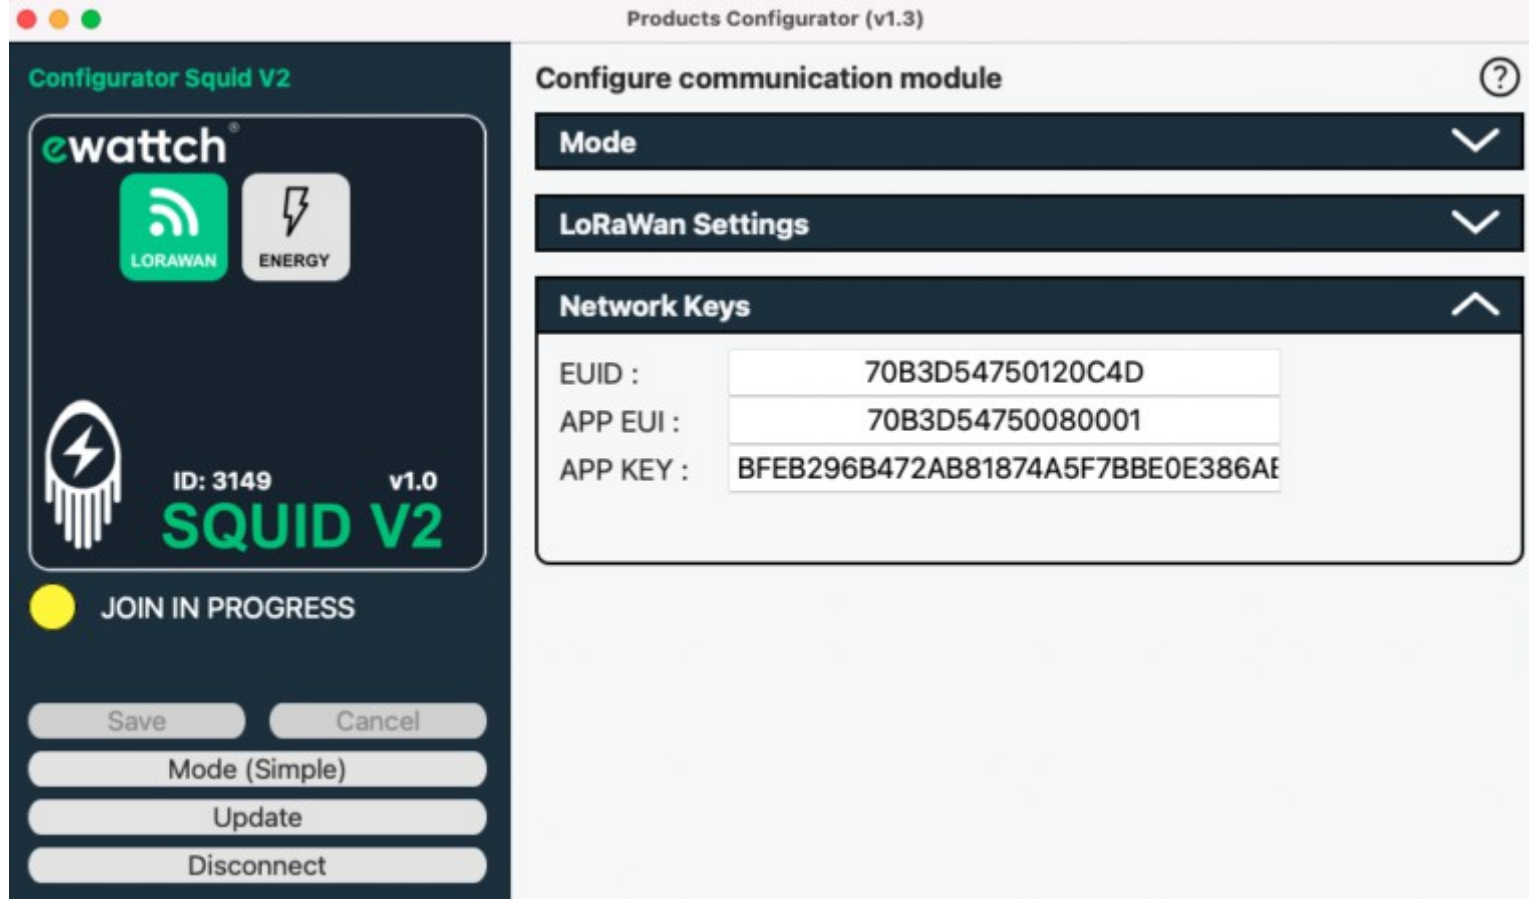 Products Configurator (v1.3)
Configurator Squid V2
ewattch®
LORAWAN
ENERGY
ID: 3149 v1.0
SQUID V2
JOIN IN PROGRESS
Save
Cancel
Mode (Simple)
Update
Disconnect
Configure communication module
?
Mode
LoRaWan Settings
Network Keys
EUID : 70B3D54750120C4D
APP EUI : 70B3D54750080001
APP KEY : BFEB296B472AB81874A5F7BBE0E386AE